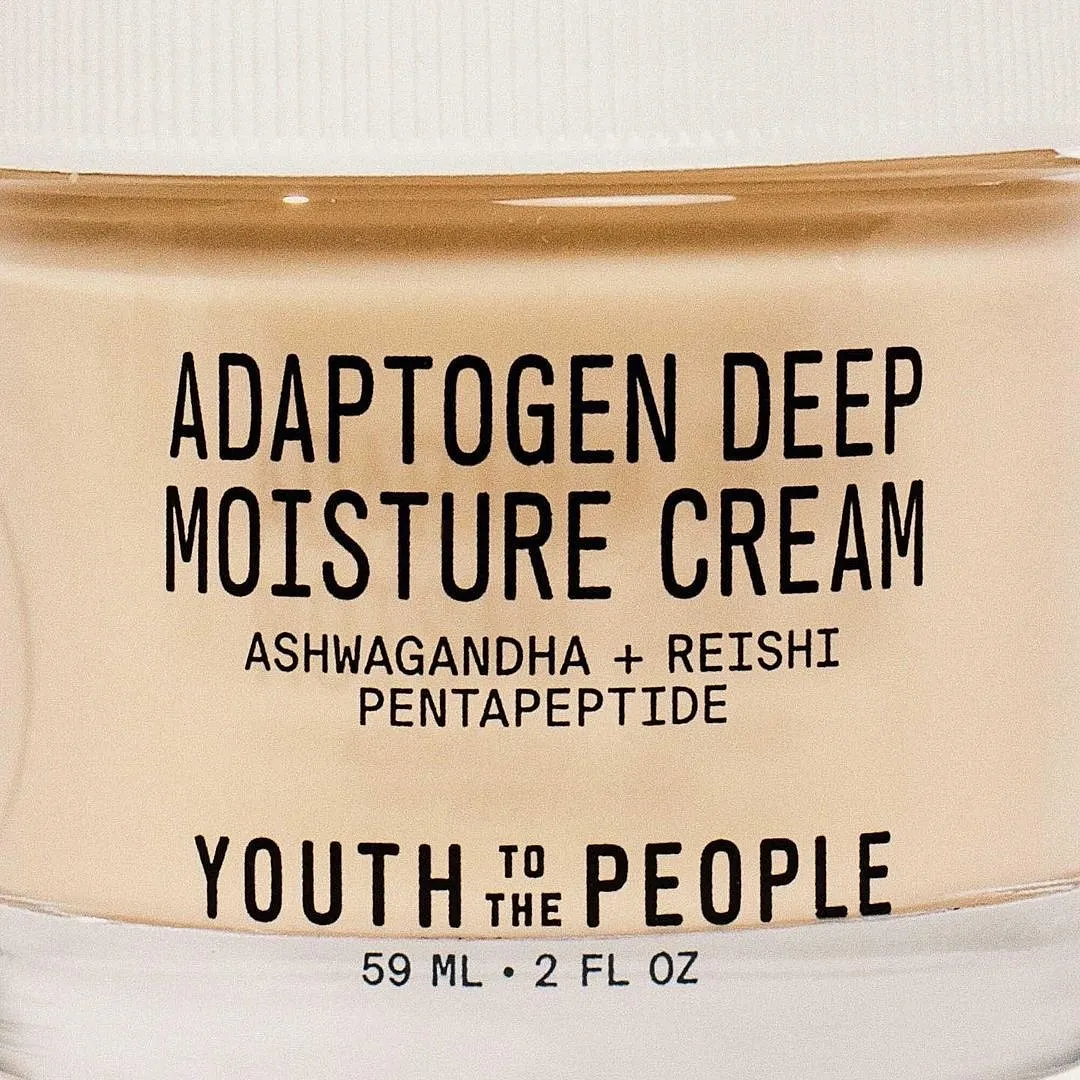 ADAPTOGEN DEEP
MOISTURE CREAM
ASHWAGANDHA + REISHI
PENTAPEPTIDE
YOUTH TO THE PEOPLE
59 ML • 2 FL OZ